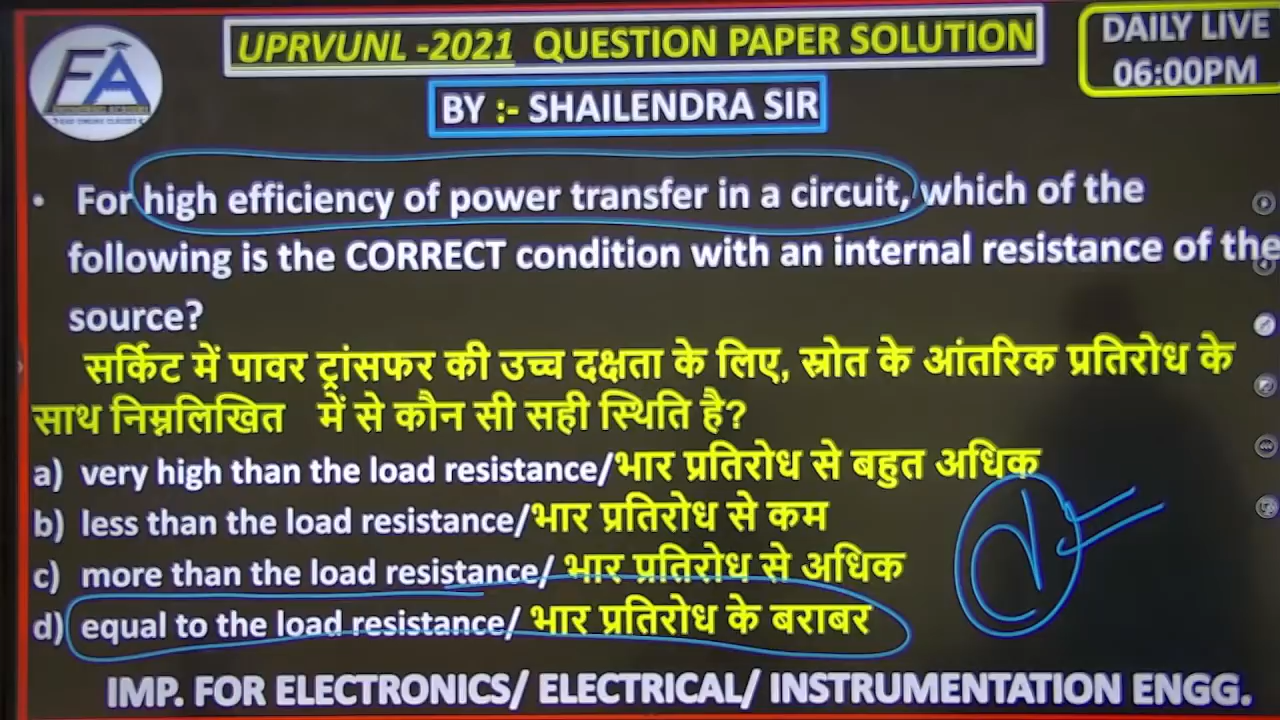 UPRVUNL -2021 QUESTION PAPER SOLUTION
DAILY LIVE
06:00PM
BY :- SHAILENDRA SIR
FA
• For high efficiency of power transfer in a circuit, which of the
following is the CORRECT condition with an internal resistance of the
source?
सर्किट में पावर ट्रांसफर की उच्च दक्षता के लिए, स्रोत के आंतरिक प्रतिरोध के
साथ निम्नलिखित में से कौन सी सही स्थिति है?
a) very high than the load resistance/भार प्रतिरोध से बहुत अधिक
b) less than the load resistance/भार प्रतिरोध से कम
c) more than the load resistance/ भार प्रतिरोध से अधिक
d) equal to the load resistance/ भार प्रतिरोध के बराबर
IMP. FOR ELECTRONICS/ ELECTRICAL/ INSTRUMENTATION ENGG.